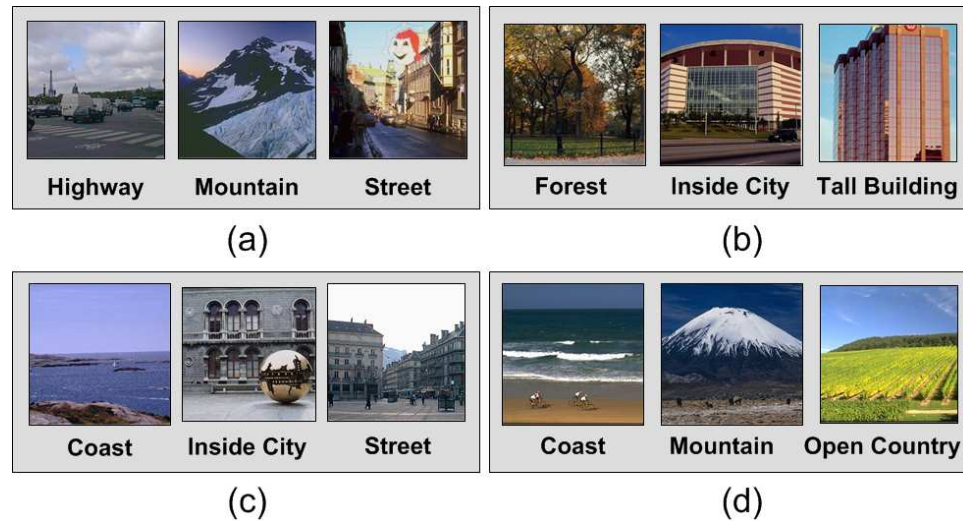 Highway Mountain Street
(a)
Forest Inside City Tall Building
(b)
Coast Inside City Street
(c)
Coast Mountain Open Country
(d)